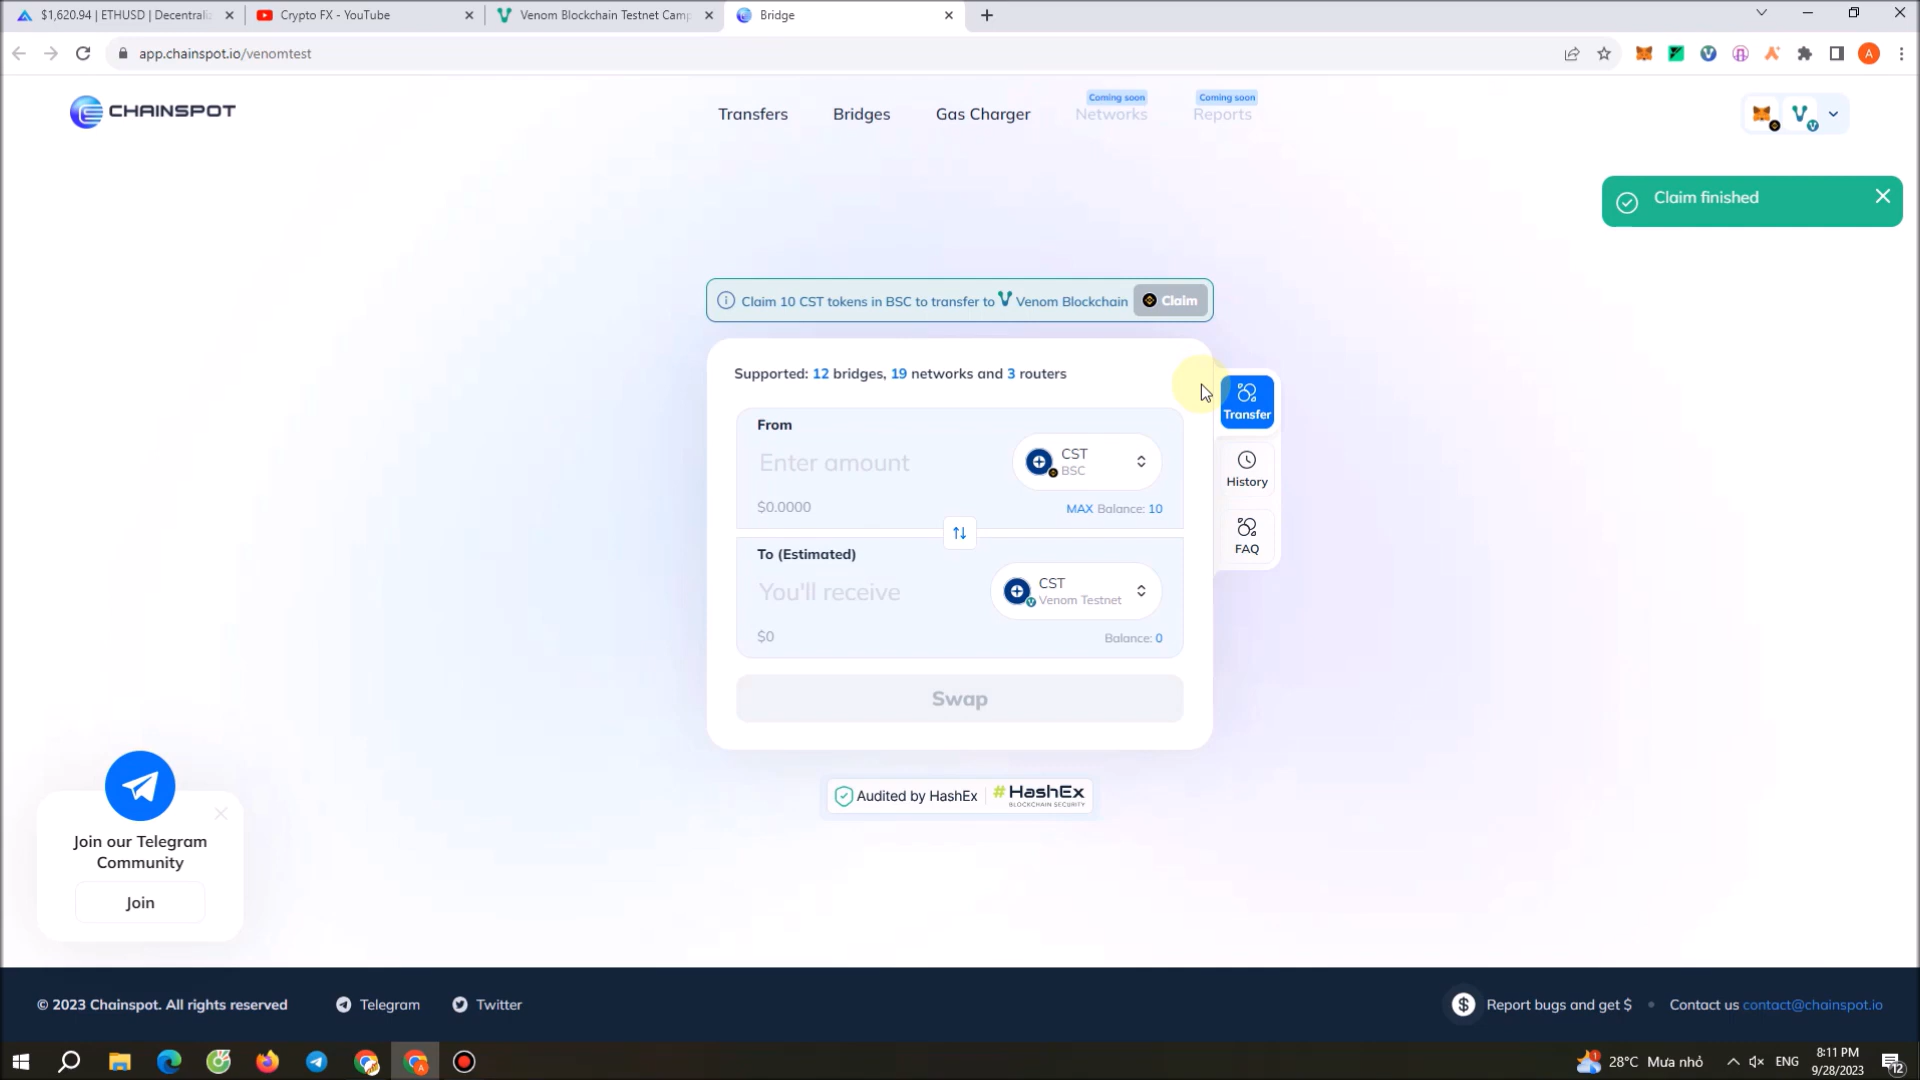 $1,620.94 | ETHUSD | Decentraliz
Crypto FX - YouTube
Venom Blockchain Testnet Camp
Bridge
app.chainspot.io/venomtest
A
CHAINSPOT
Transfers
Bridges
Gas Charger
Coming soon
Networks
Coming soon
Reports
Claim finished
Claim 10 CST tokens in BSC to transfer to Venom Blockchain
Claim
Supported: 12 bridges, 19 networks and 3 routers
From
Enter amount
CST
BSC
$0.0000
MAX Balance: 10
To (Estimated)
You'll receive
CST
Venom Testnet
$0
Balance: 0
Swap
Transfer
History
FAQ
Audited by HashEx
#HashEx
BLOCKCHAIN SECURITY
Join our Telegram
Community
Join
© 2023 Chainspot. All rights reserved
Telegram
Twitter
Report bugs and get $
Contact us contact@chainspot.io
1
28°C Mưa nhỏ
ENG
8:11 PM
9/28/2023
12